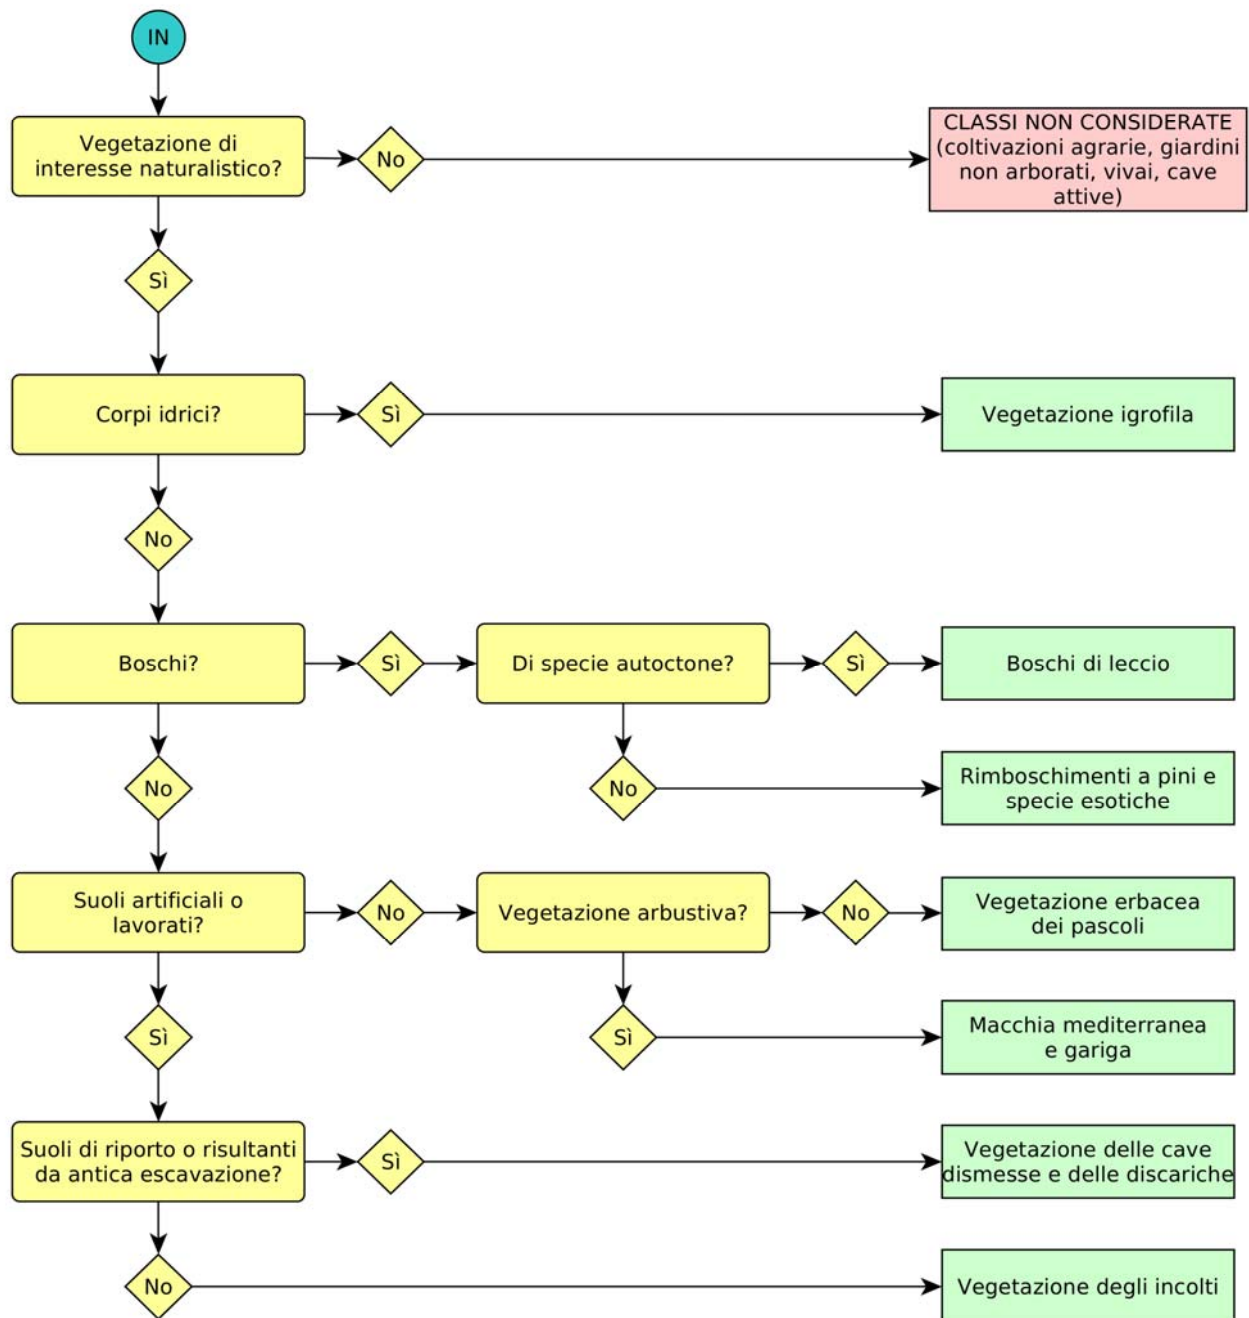 IN
Vegetazione di
interesse naturalistico?
No
CLASSI NON CONSIDERATE
(coltivazioni agrarie, giardini
non arborati, vivai, cave
attive)
Sì
Corpi idrici?
Sì
Vegetazione igrofila
No
Boschi?
Sì
Di specie autoctone?
Sì
Boschi di leccio
No
No
Rimboschimenti a pini e
specie esotiche
Suoli artificiali o
lavorati?
No
Vegetazione arbustiva?
No
Vegetazione erbacea
dei pascoli
Sì
Sì
Macchia mediterranea
e gariga
Suoli di riporto o risultanti
da antica escavazione?
Sì
Vegetazione delle cave
dismesse e delle discariche
No
Vegetazione degli incolti